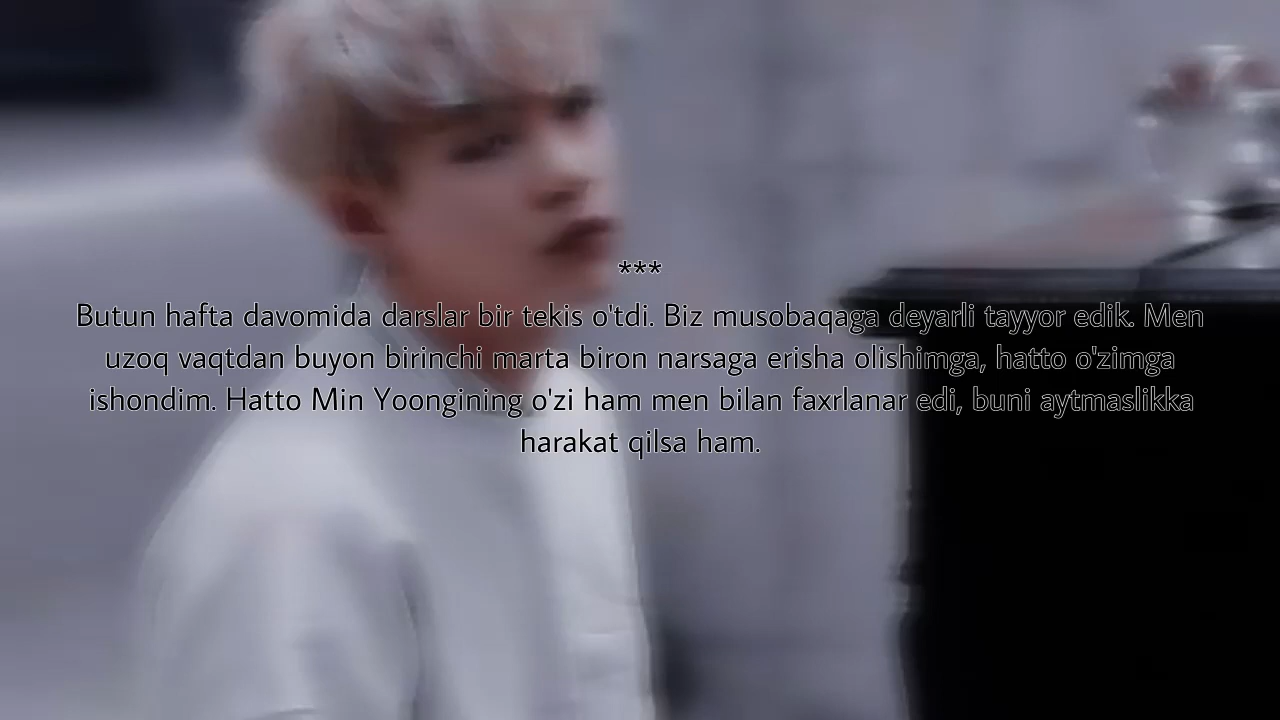 ***
Butun hafta davomida darslar bir tekis o'tdi. Biz musobaqaga deyarli tayyor edik. Men
uzoq vaqtdan buyon birinchi marta biron narsaga erisha olishimga, hatto o'zimga
ishondim. Hatto Min Yoongining o'zi ham men bilan faxrlanar edi, buni aytmaslikka
harakat qilsa ham.